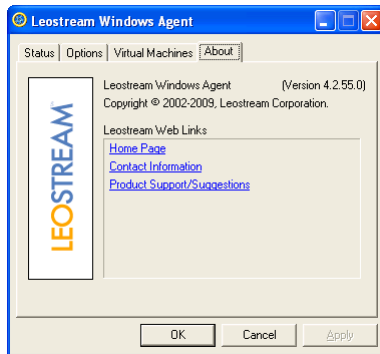 Leostream Windows Agent
Status Options Virtual Machines About
Leostream Windows Agent (Version 4.2.55.0)
Copyright © 2002-2009, Leostream Corporation.
LEOSTREAM
Leostream Web Links
Home Page
Contact Information
Product Support/Suggestions
OK Cancel Apply